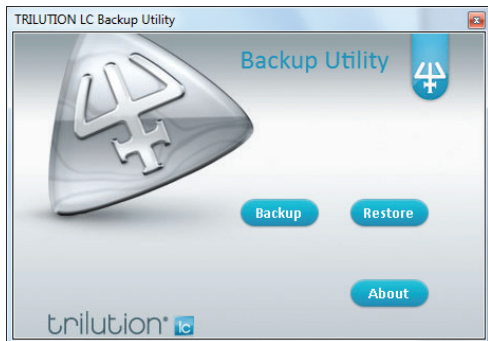 TRILUTION LC Backup Utility
Backup Utility
Backup
Restore
About
trilution® lc